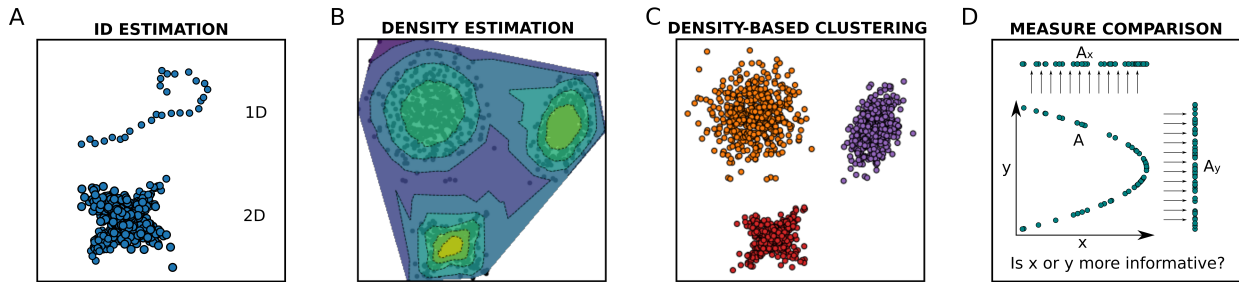 A
ID ESTIMATION
1D
2D
B
DENSITY ESTIMATION
C
DENSITY-BASED CLUSTERING
D
MEASURE COMPARISON
Ax
A
y
Ay
x
Is x or y more informative?